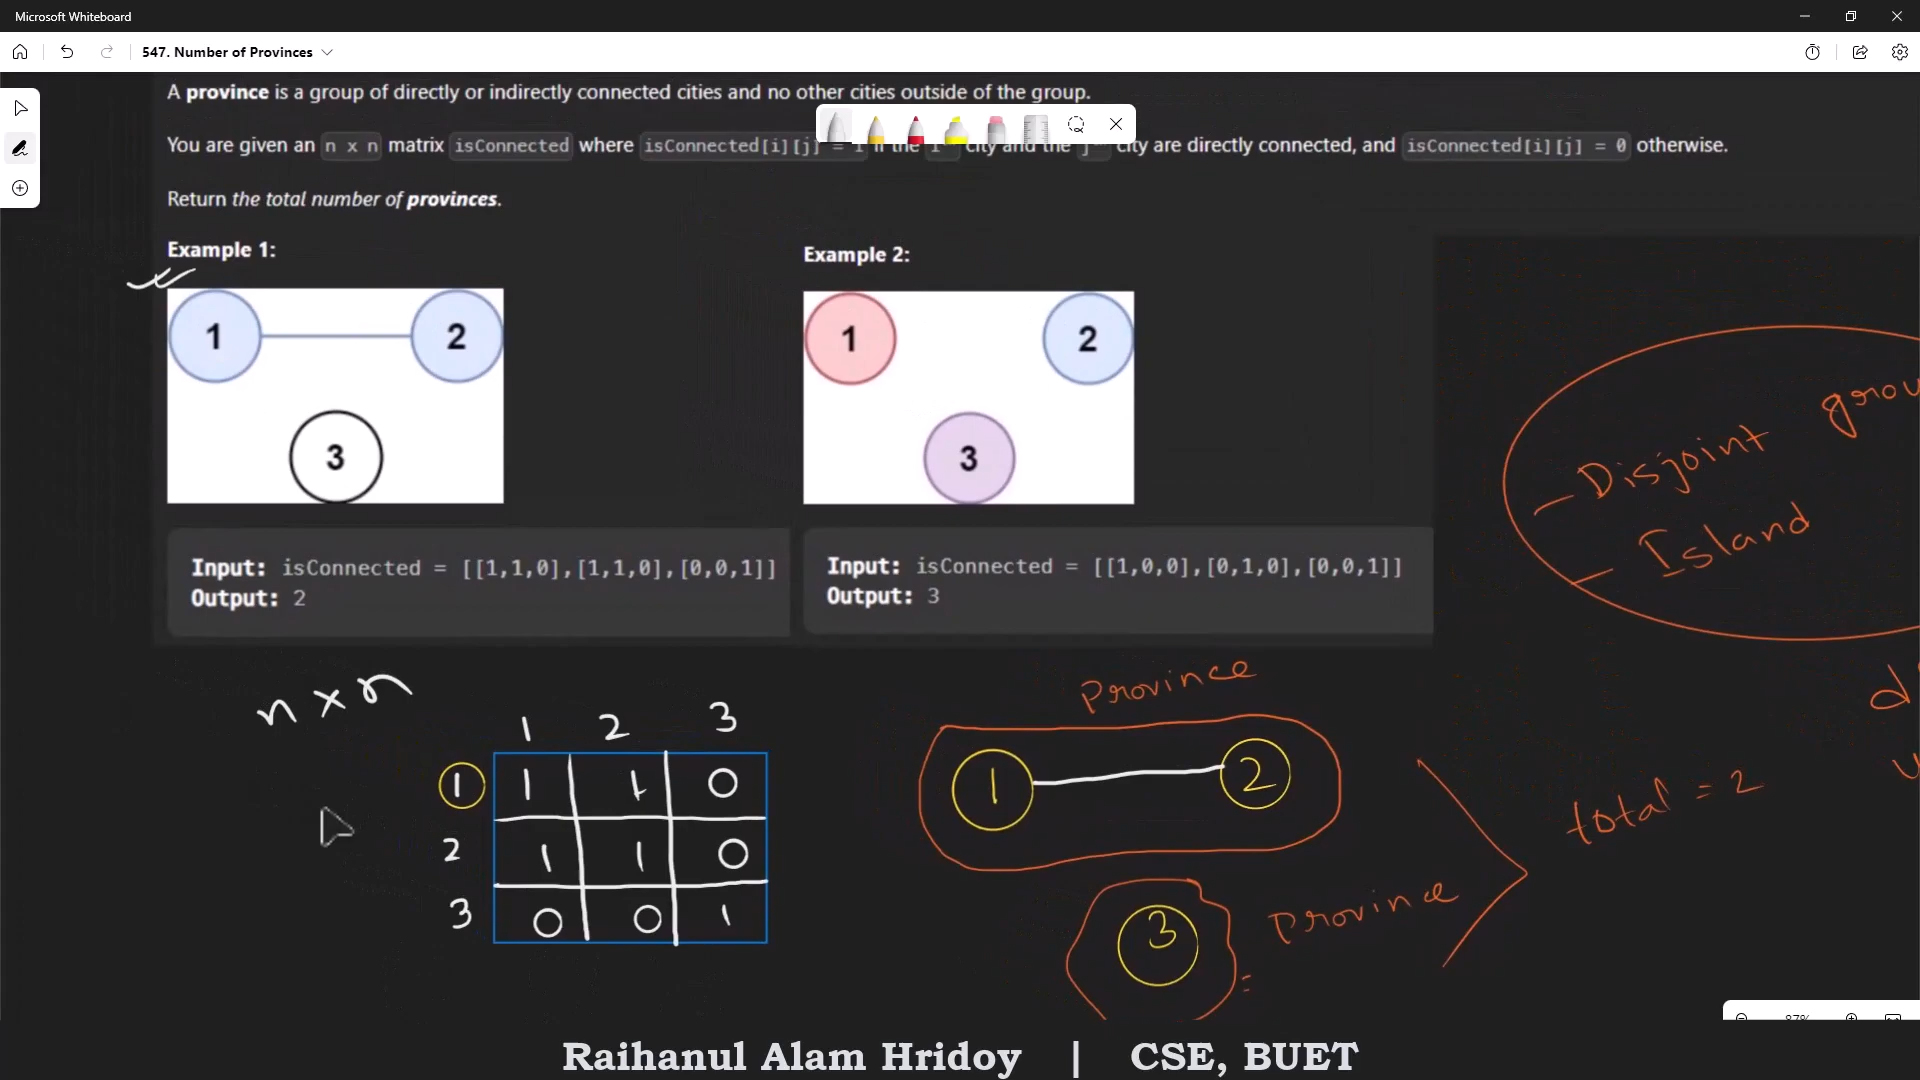 Microsoft Whiteboard
547. Number of Provinces
A province is a group of directly or indirectly connected cities and no other cities outside of the group.
You are given an n x n matrix isConnected where isConnected[i][j] = city and the city are directly connected, and isConnected[i][j] = 0 otherwise.
Return the total number of provinces.
Example 1:
Example 2:
1 2
3
1 2
3
Input: isConnected = [[1,1,0],[1,1,0],[0,0,1]]
Output: 2
Input: isConnected = [[1,0,0],[0,1,0],[0,0,1]]
Output: 3
- Disjoint
- Island
n x n
1 2 3
1 1 1 0
2 1 1 0
3 0 0 1
Province
1 2
3
Province
total = 2
Raihanul Alam Hridoy | CSE, BUET